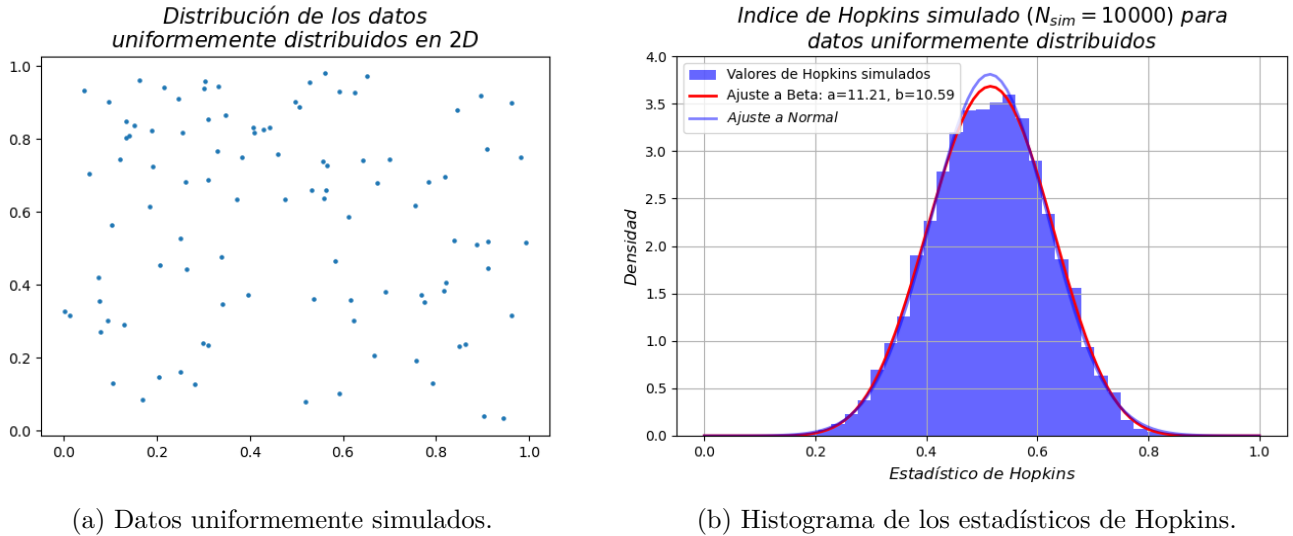 Distribución de los datos
uniformemente distribuidos en 2D
1.0
0.8
0.6
0.4
0.2
0.0
0.0 0.2 0.4 0.6 0.8 1.0
(a) Datos uniformemente simulados.
Indice de Hopkins simulado (N_sim = 10000) para
datos uniformemente distribuidos
Valores de Hopkins simulados
Ajuste a Beta: a=11.21, b=10.59
Ajuste a Normal
Densidad
4.0
3.5
3.0
2.5
2.0
1.5
1.0
0.5
0.0
0.0 0.2 0.4 0.6 0.8 1.0
Estadístico de Hopkins
(b) Histograma de los estadísticos de Hopkins.